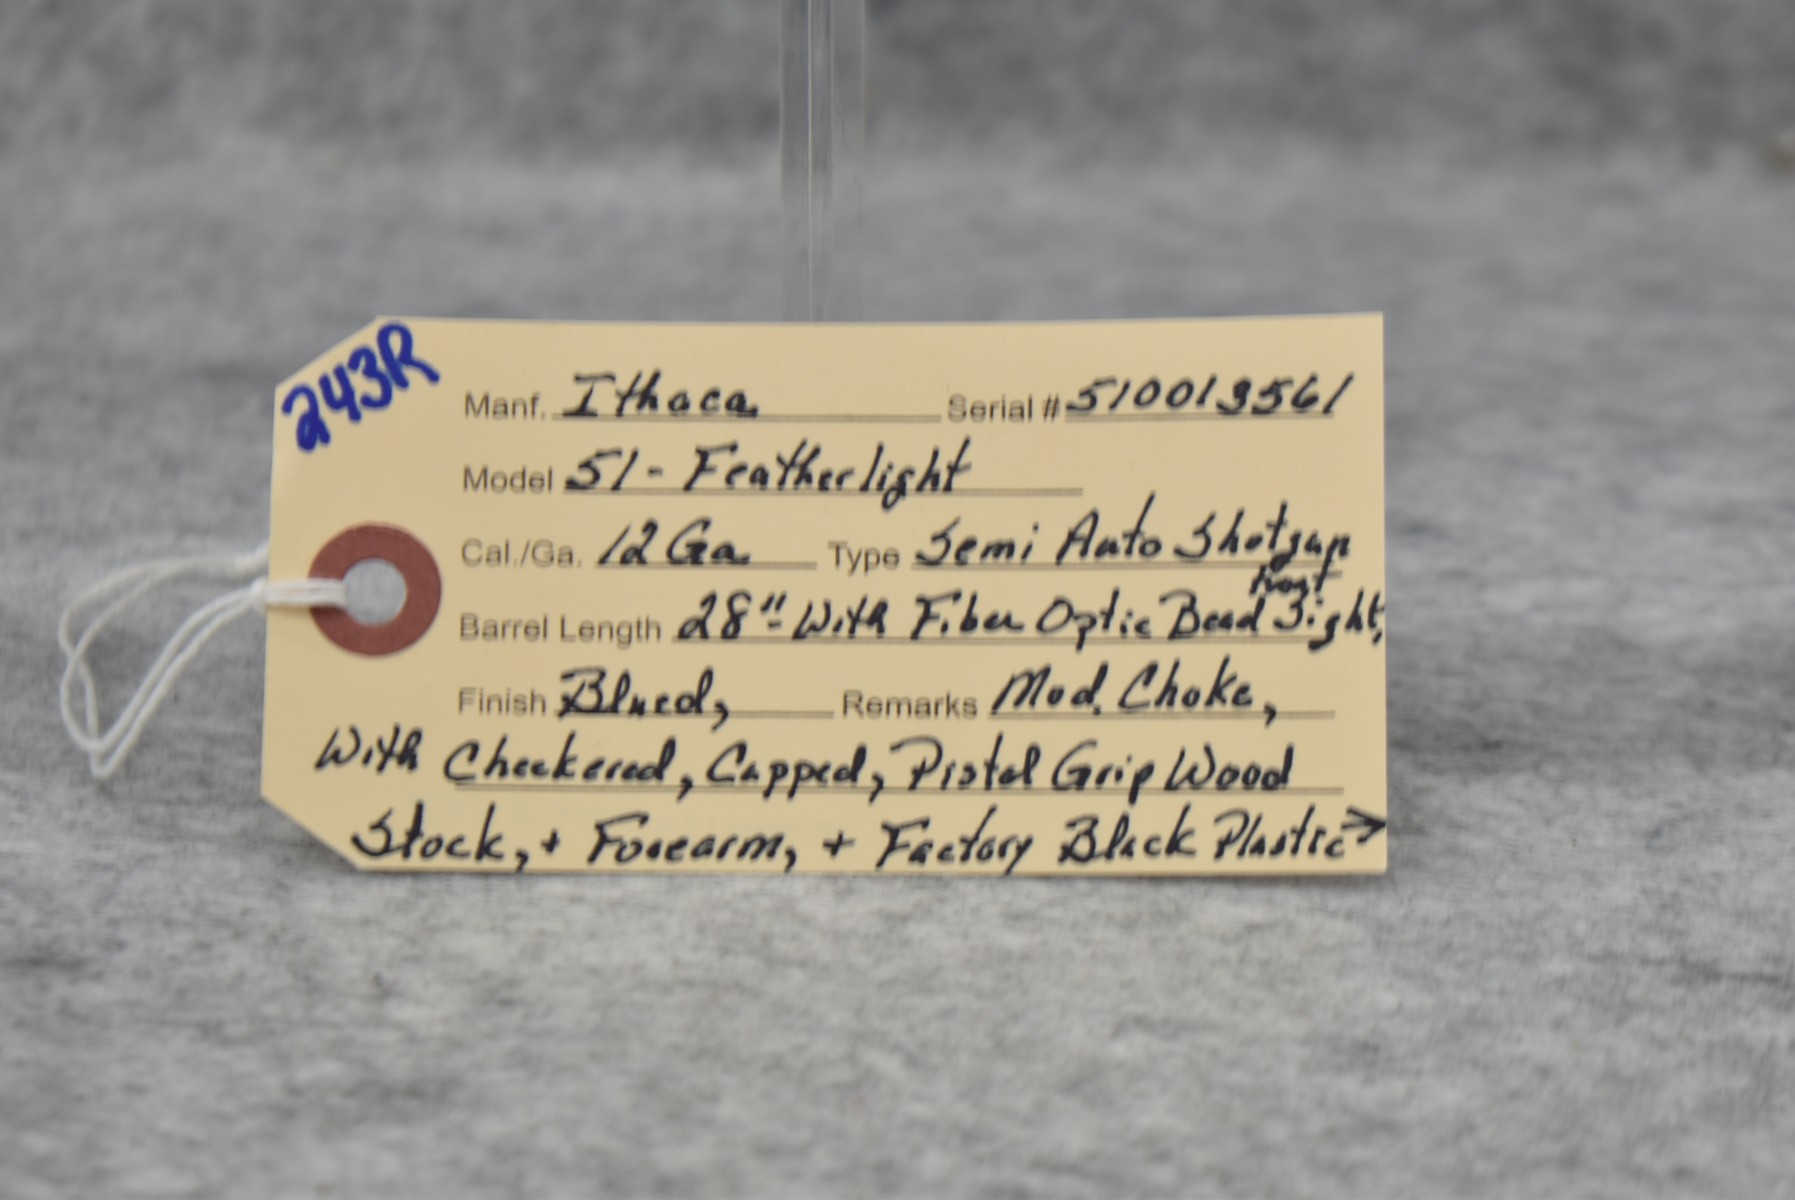 243R
Manf. Ithaca Serial # 510013561
Model 51 - Featherlight
Cal./Ga. 12 Ga. Type Semi Auto Shotgun
front
Barrel Length 28" With Fiber Optic Bead Sight,
Finish Blued, Remarks Mod. Choke,
With Checkered, Capped, Pistol Grip Wood
Stock, + Forearm, + Factory Black Plastic →